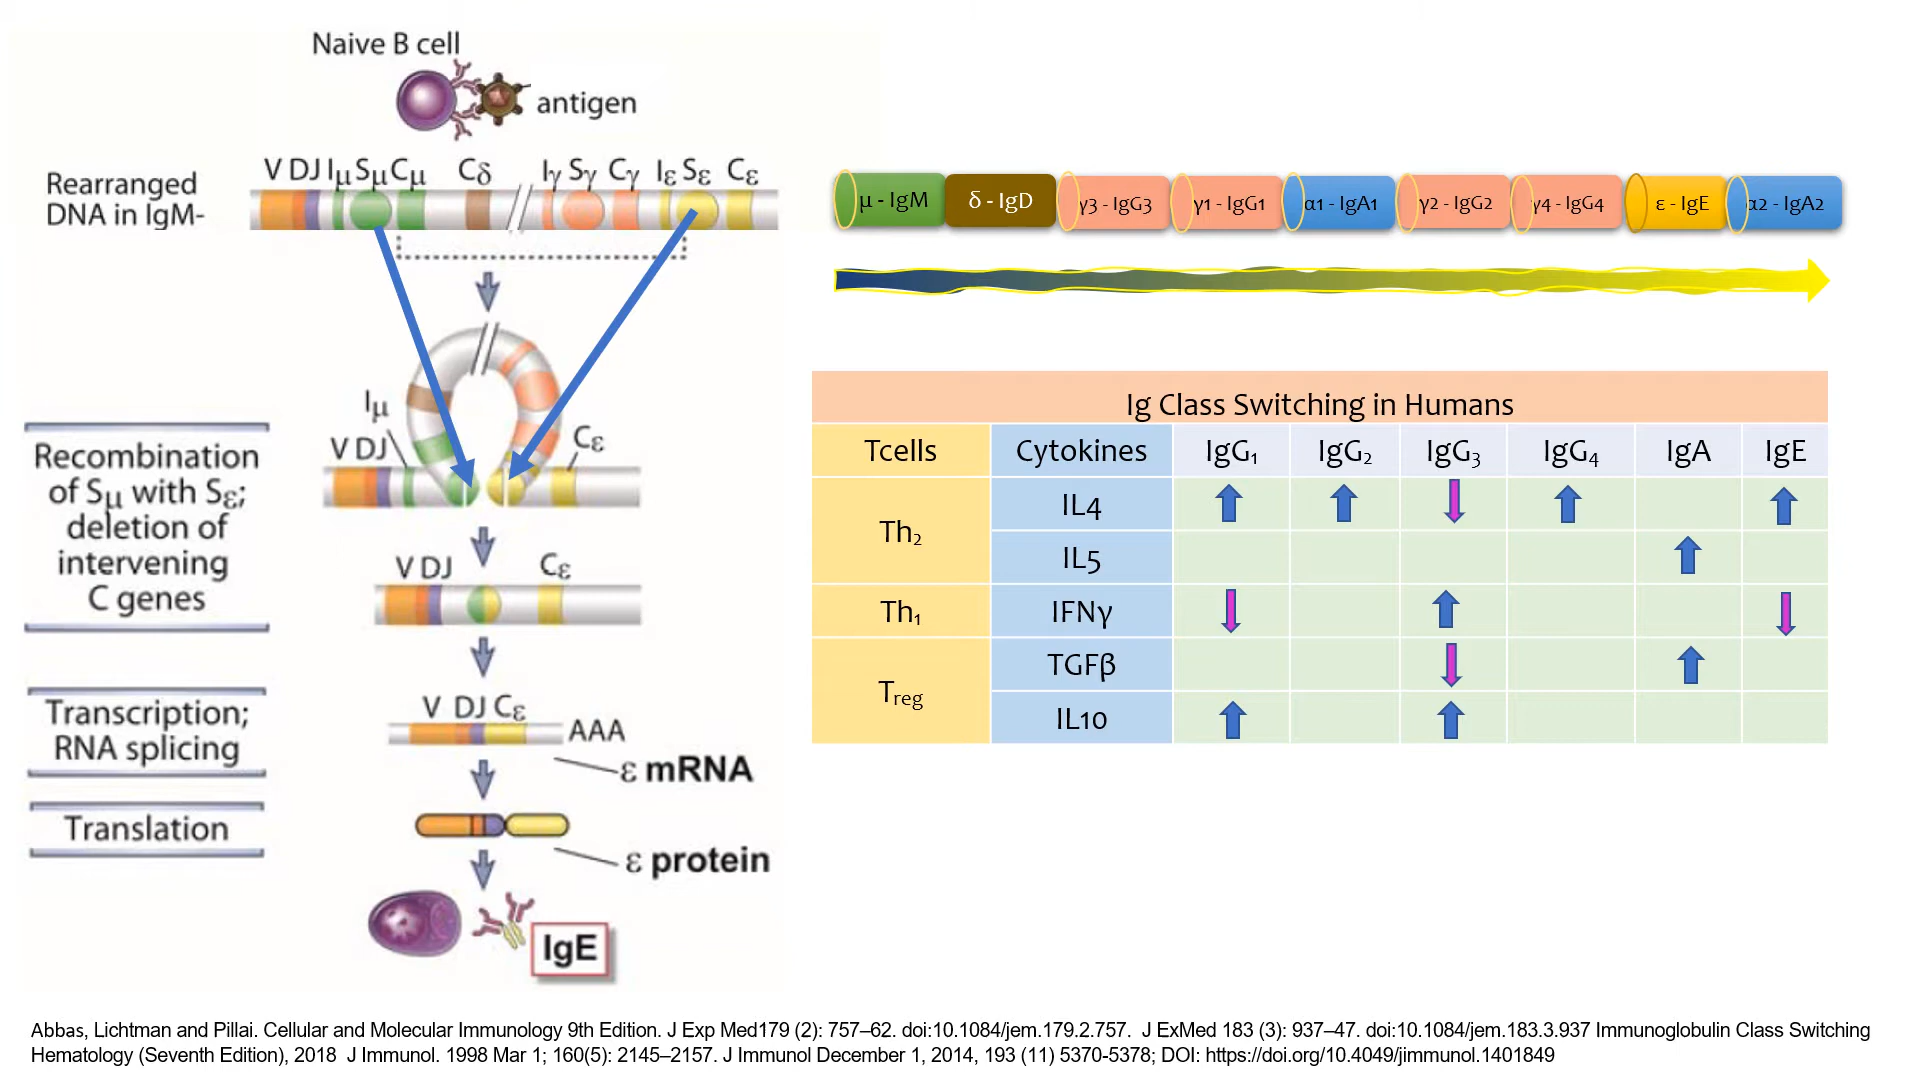 Naive B cell
antigen
Rearranged
DNA in IgM-
V DJ Iμ Sμ Cμ Cδ Iγ Sγ Cγ Iε Sε Cε
Iμ
V DJ
Cε
Recombination
of Sμ with Sε;
deletion of
intervening
C genes
V DJ Cε
Transcription;
RNA splicing
V DJ Cε
AAA
ε mRNA
Translation
ε protein
IgE
μ - IgM δ - IgD γ3 - IgG3 γ1 - IgG1 α1 - IgA1 γ2 - IgG2 γ4 - IgG4 ε - IgE α2 - IgA2
Ig Class Switching in Humans
Tcells Cytokines IgG1 IgG2 IgG3 IgG4 IgA IgE
Th2
IL4
IL5
Th1 IFNγ
Treg
TGFβ
IL10
Abbas, Lichtman and Pillai. Cellular and Molecular Immunology 9th Edition. J Exp Med179 (2): 757–62. doi:10.1084/jem.179.2.757. J ExMed 183 (3): 937–47. doi:10.1084/jem.183.3.937 Immunoglobulin Class Switching
Hematology (Seventh Edition), 2018 J Immunol. 1998 Mar 1; 160(5): 2145–2157. J Immunol December 1, 2014, 193 (11) 5370-5378; DOI: https://doi.org/10.4049/jimmunol.1401849